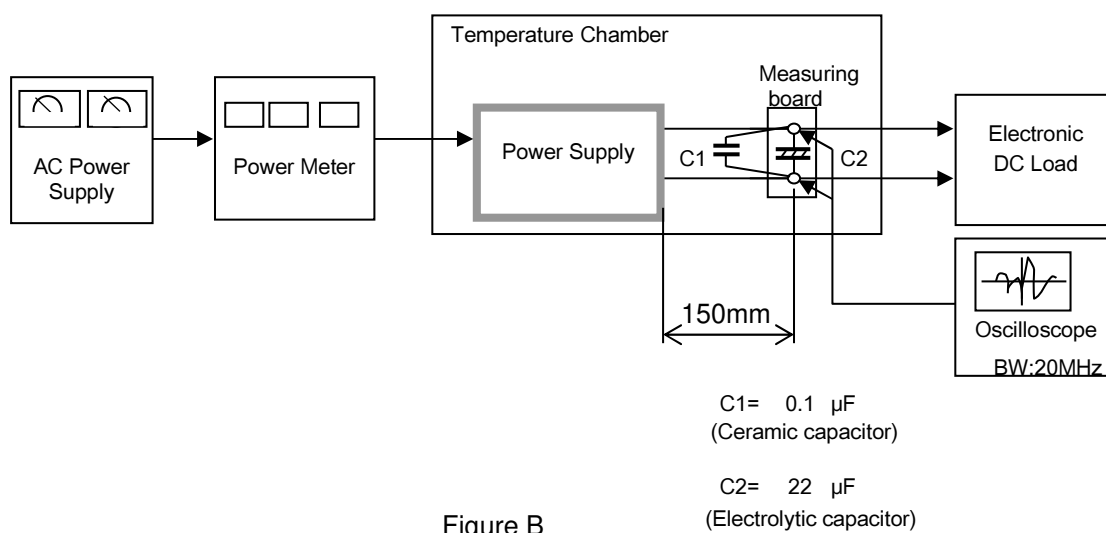 Temperature Chamber
Measuring
board
AC Power
Supply
Power Meter
Power Supply
C1
C2
Electronic
DC Load
150mm
Oscilloscope
BW:20MHz
C1= 0.1 µF
(Ceramic capacitor)
C2= 22 µF
(Electrolytic capacitor)
Figure B